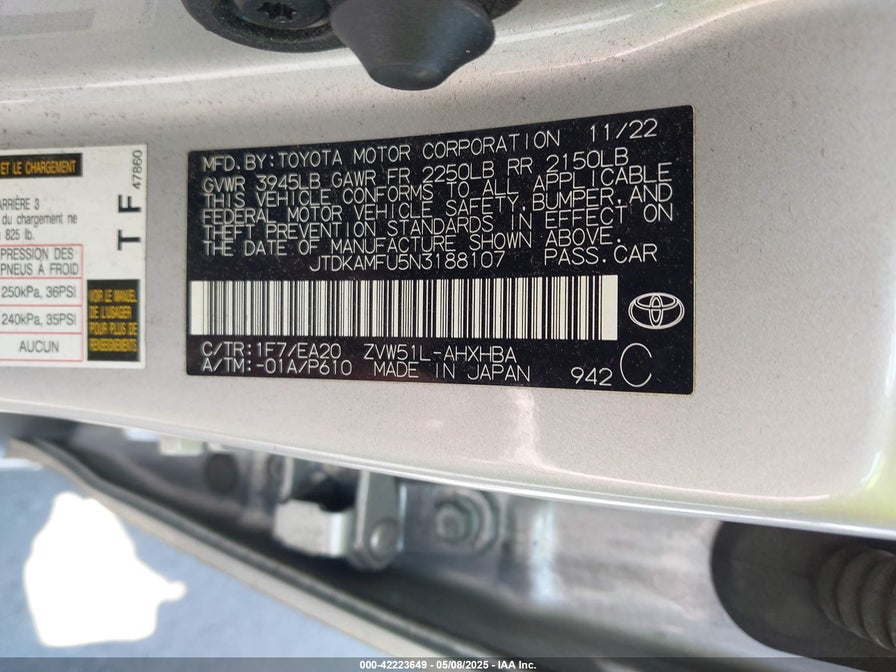 MFD.BY:TOYOTA MOTOR CORPORATION 11/22
GVWR 3945LB GAWR FR 2250LB RR 2150LB
THIS VEHICLE CONFORMS TO ALL APPLICABLE
FEDERAL MOTOR VEHICLE SAFETY,BUMPER,AND
THEFT PREVENTION STANDARDS IN EFFECT ON
THE DATE OF MANUFACTURE SHOWN ABOVE.
JTDKAMFU5N3188107 PASS.CAR
C/TR:1F7/EA20 ZVW51L-AHXHBA
A/TM:-01A/P610 MADE IN JAPAN
942 C
ET LE CHARGEMENT
ARRIÈRE 3
du chargement ne
825 lb.
PRESSION DES
PNEUS À FROID
250kPa, 36PSI
240kPa, 35PSI
AUCUN
VOIR LE MANUEL
DE L'USAGER
POUR PLUS DE
RENSEIGNEMENTS
T F
47860
000-42223649 - 05/08/2025 - IAA Inc.